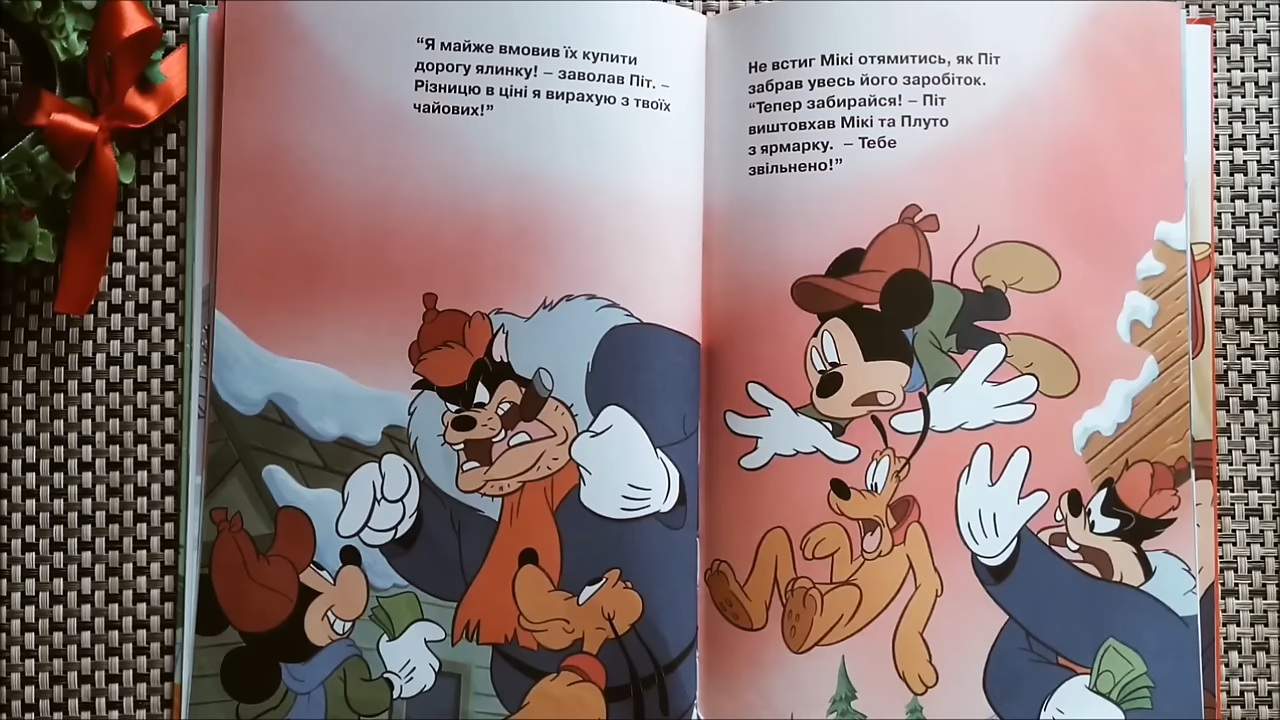 “Я майже вмовив їх купити
дорогу ялинку! – заволав Піт. –
Різницю в ціні я вирахую з твоїх
чайових!”
Не встиг Мікі отямитись, як Піт
забрав увесь його заробіток.
“Тепер забирайся! – Піт
виштовхав Мікі та Плуто
з ярмарку. – Тебе
звільнено!”